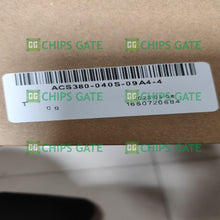 CHIPS GATE
CHIPS GATE CHIPS GATE
ACS380-040S-09A4-4
1650720684
CHIPS GATE CHIPS GATE
CHIPS GATE